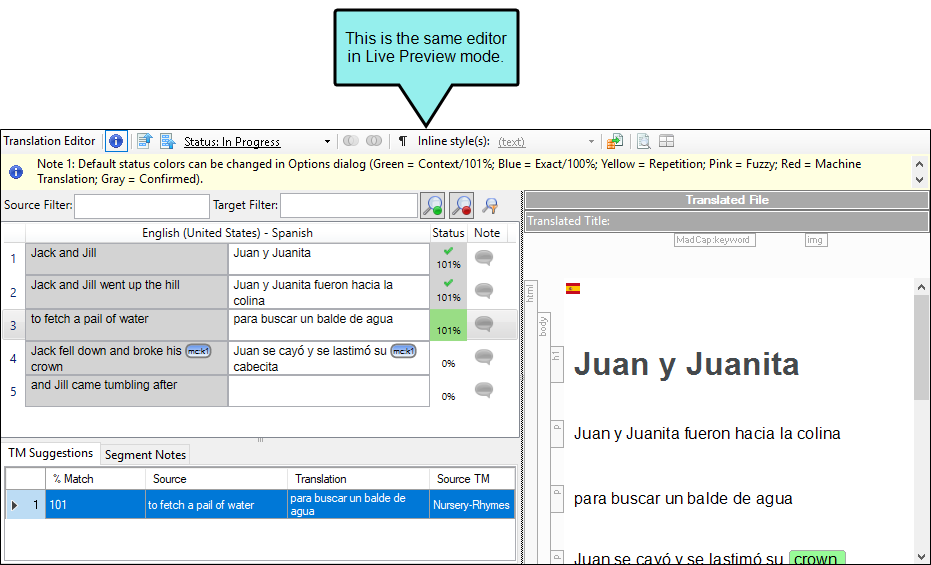 This is the same editor
in Live Preview mode.
Translation Editor
Status: In Progress
¶
Inline style(s):
(text)
Note 1: Default status colors can be changed in Options dialog (Green = Context/101%; Blue = Exact/100%; Yellow = Repetition; Pink = Fuzzy; Red = Machine
Translation; Gray = Confirmed).
Source Filter:
Target Filter:
English (United States) - Spanish
Status
Note
1
Jack and Jill
Juan y Juanita
101%
2
Jack and Jill went up the hill
Juan y Juanita fueron hacia la
colina
101%
3
to fetch a pail of water
para buscar un balde de agua
101%
4
Jack fell down and broke his mc:k1
crown
Juan se cayó y se lastimó su mc:k1
cabecita
0%
5
and Jill came tumbling after
0%
TM Suggestions
Segment Notes
% Match
Source
Translation
Source TM
1
101
to fetch a pail of water
para buscar un balde de
agua
Nursery-Rhymes
Translated File
Translated Title:
MadCap:keyword
img
html
body
h1
Juan y Juanita
p
Juan y Juanita fueron hacia la colina
p
para buscar un balde de agua
p
Juan se cayó y se lastimó su crown